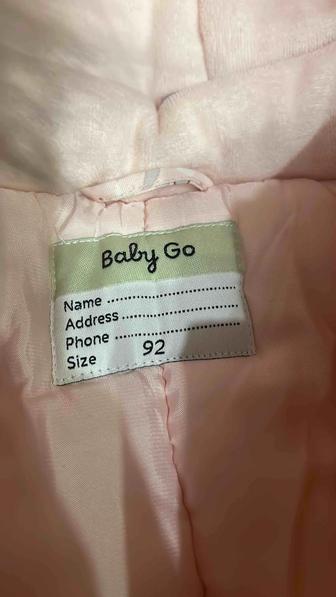 Baby Go
Name ..............................
Address ...........................
Phone ..............................
Size 92